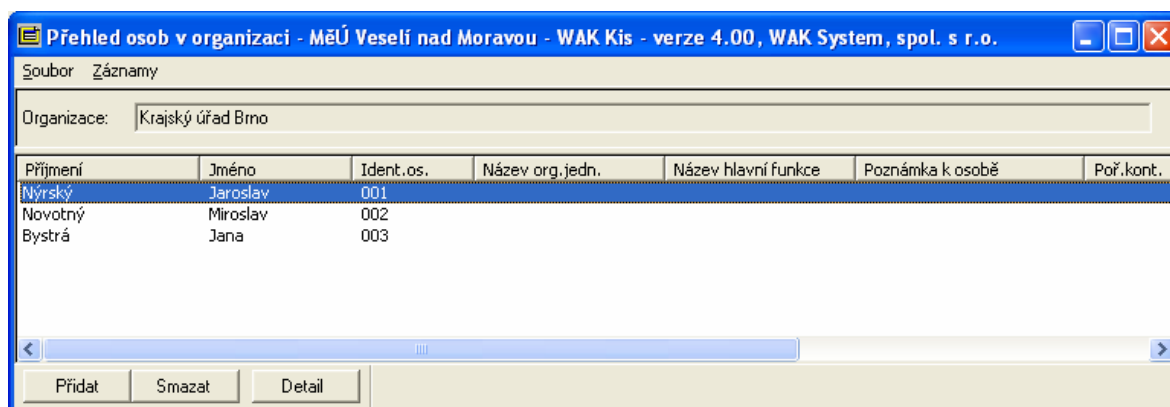 Přehled osob v organizaci - MěÚ Veselí nad Moravou - WAK Kis - verze 4.00, WAK System, spol. s r.o.
Soubor Záznamy
Organizace: Krajský úřad Brno
Příjmení Jméno Ident.os. Název org.jedn. Název hlavní funkce Poznámka k osobě Poř.kont.
Nýrský Jaroslav 001
Novotný Miroslav 002
Bystrá Jana 003
Přidat Smazat Detail